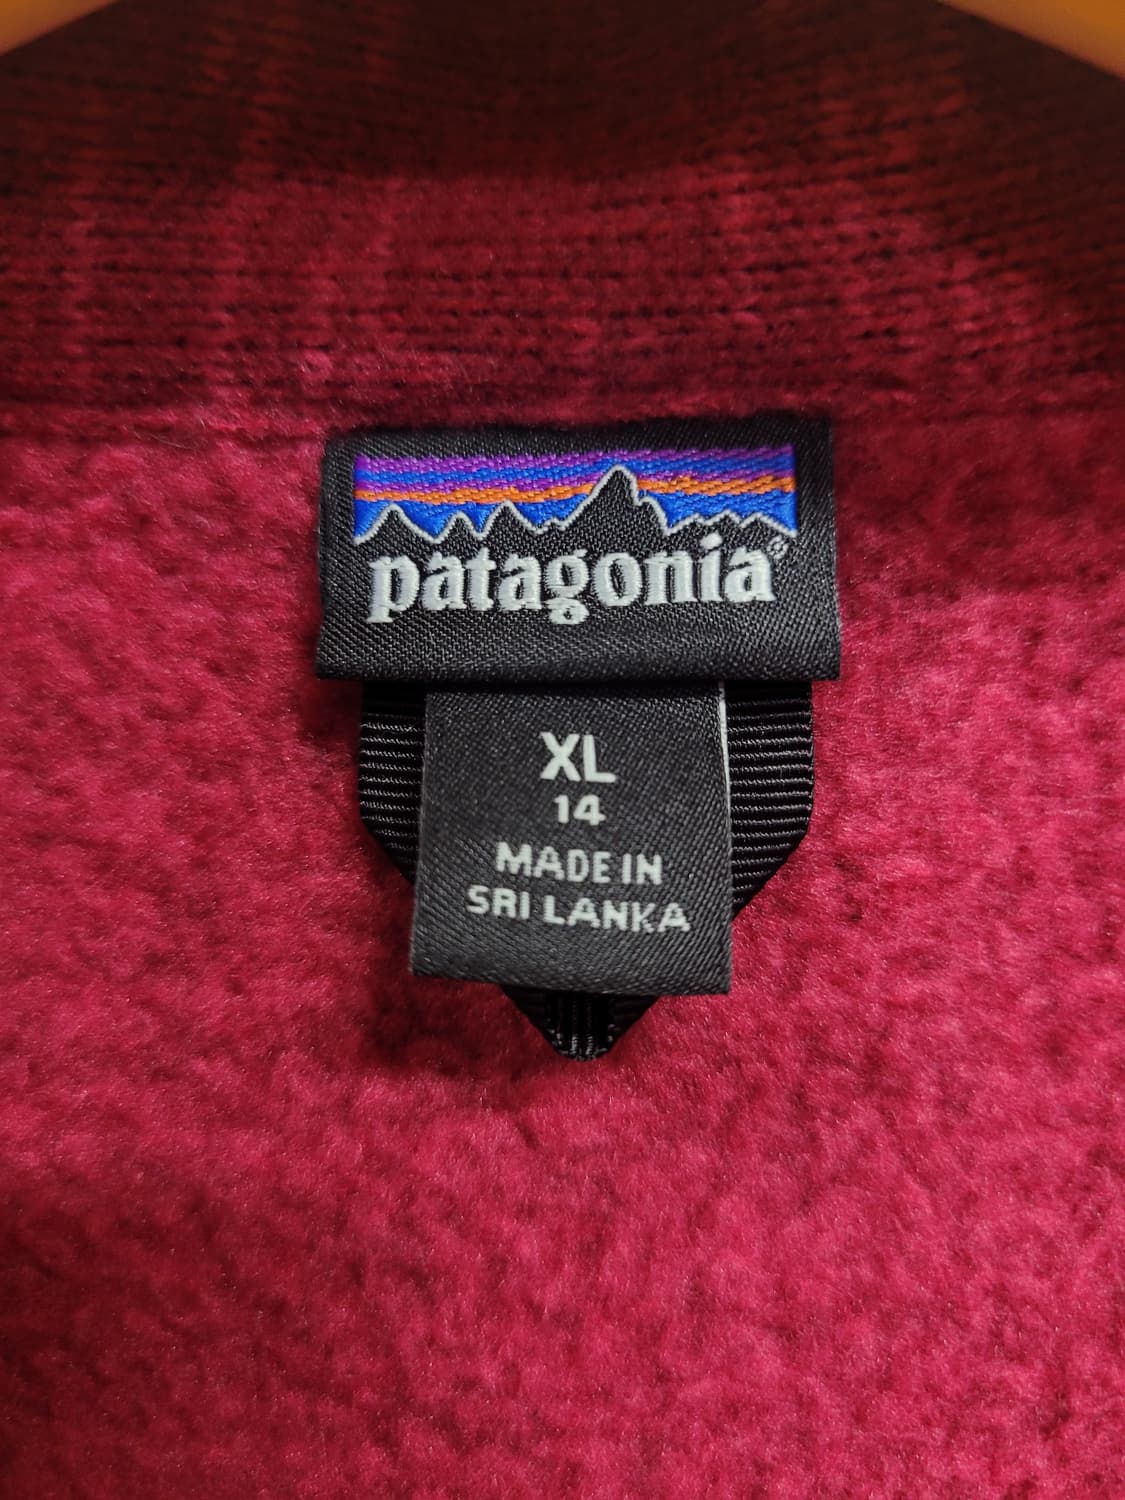 patagonia®
XL
14
MADE IN
SRI LANKA